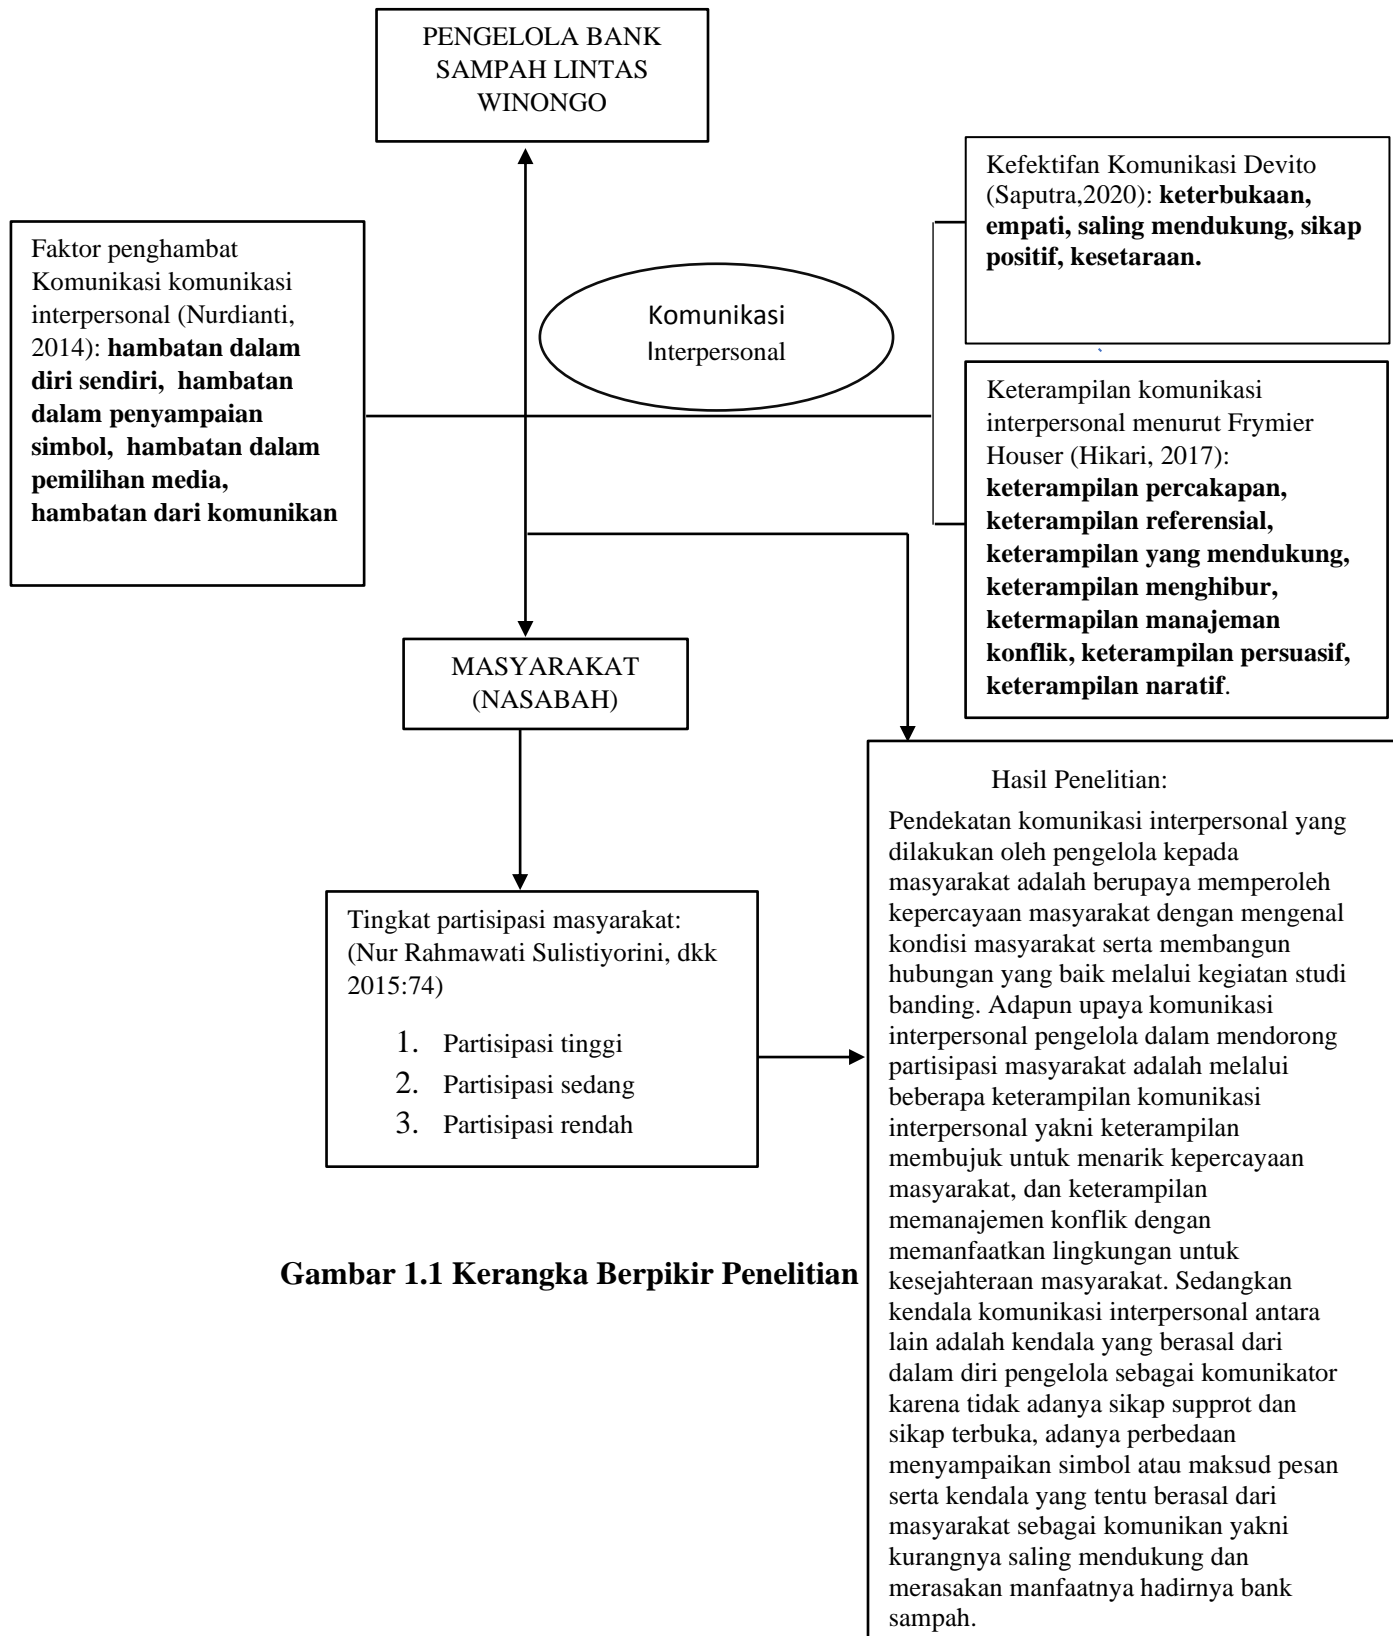 PENGELOLA BANK
SAMPAH LINTAS
WINONGO
Faktor penghambat
Komunikasi komunikasi
interpersonal (Nurdianti,
2014): hambatan dalam
diri sendiri, hambatan
dalam penyampaian
simbol, hambatan dalam
pemilihan media,
hambatan dari komunikan
Komunikasi
Interpersonal
Kefektifan Komunikasi Devito
(Saputra,2020): keterbukaan,
empati, saling mendukung, sikap
positif, kesetaraan.
Keterampilan komunikasi
interpersonal menurut Frymier
Houser (Hikari, 2017):
keterampilan percakapan,
keterampilan referensial,
keterampilan yang mendukung,
keterampilan menghibur,
ketermapilan manajeman
konflik, keterampilan persuasif,
keterampilan naratif.
MASYARAKAT
(NASABAH)
Tingkat partisipasi masyarakat:
(Nur Rahmawati Sulistiyorini, dkk
2015:74)
1. Partisipasi tinggi
2. Partisipasi sedang
3. Partisipasi rendah
Hasil Penelitian:
Pendekatan komunikasi interpersonal yang
dilakukan oleh pengelola kepada
masyarakat adalah berupaya memperoleh
kepercayaan masyarakat dengan mengenal
kondisi masyarakat serta membangun
hubungan yang baik melalui kegiatan studi
banding. Adapun upaya komunikasi
interpersonal pengelola dalam mendorong
partisipasi masyarakat adalah melalui
beberapa keterampilan komunikasi
interpersonal yakni keterampilan
membujuk untuk menarik kepercayaan
masyarakat, dan keterampilan
memanajemen konflik dengan
memanfaatkan lingkungan untuk
kesejahteraan masyarakat. Sedangkan
kendala komunikasi interpersonal antara
lain adalah kendala yang berasal dari
dalam diri pengelola sebagai komunikator
karena tidak adanya sikap supprot dan
sikap terbuka, adanya perbedaan
menyampaikan simbol atau maksud pesan
serta kendala yang tentu berasal dari
masyarakat sebagai komunikan yakni
kurangnya saling mendukung dan
merasakan manfaatnya hadirnya bank
sampah.
Gambar 1.1 Kerangka Berpikir Penelitian